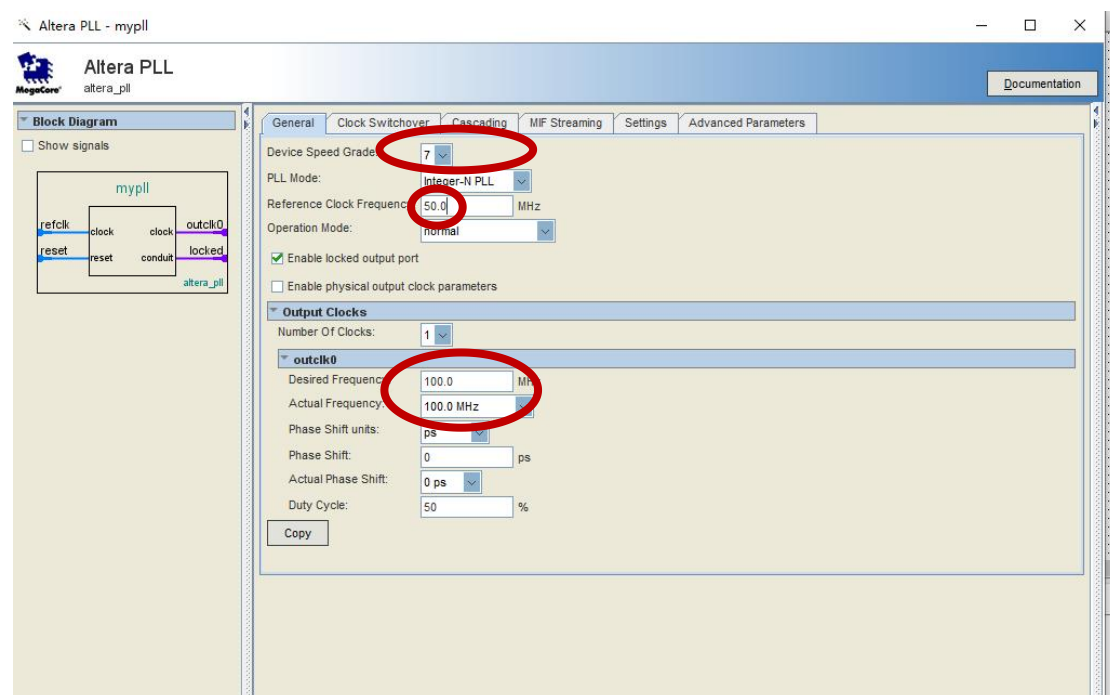 Altera PLL - mypll
Altera PLL
altera_pll
MegaCore'
Documentation
Block Diagram
Show signals
mypll
refclk
clock
clock
outclk0
reset
reset
conduit
locked
altera_pll
General
Clock Switchover
Cascading
MIF Streaming
Settings
Advanced Parameters
Device Speed Grade:
7
PLL Mode:
Integer-N PLL
Reference Clock Frequenc
50.0
MHz
Operation Mode:
normal
Enable locked output port
Enable physical output clock parameters
Output Clocks
Number Of Clocks:
1
outclk0
Desired Frequenc
100.0
MH
Actual Frequency:
100.0 MHz
Phase Shift units:
ps
Phase Shift:
0
ps
Actual Phase Shift:
0 ps
Duty Cycle:
50
%
Copy